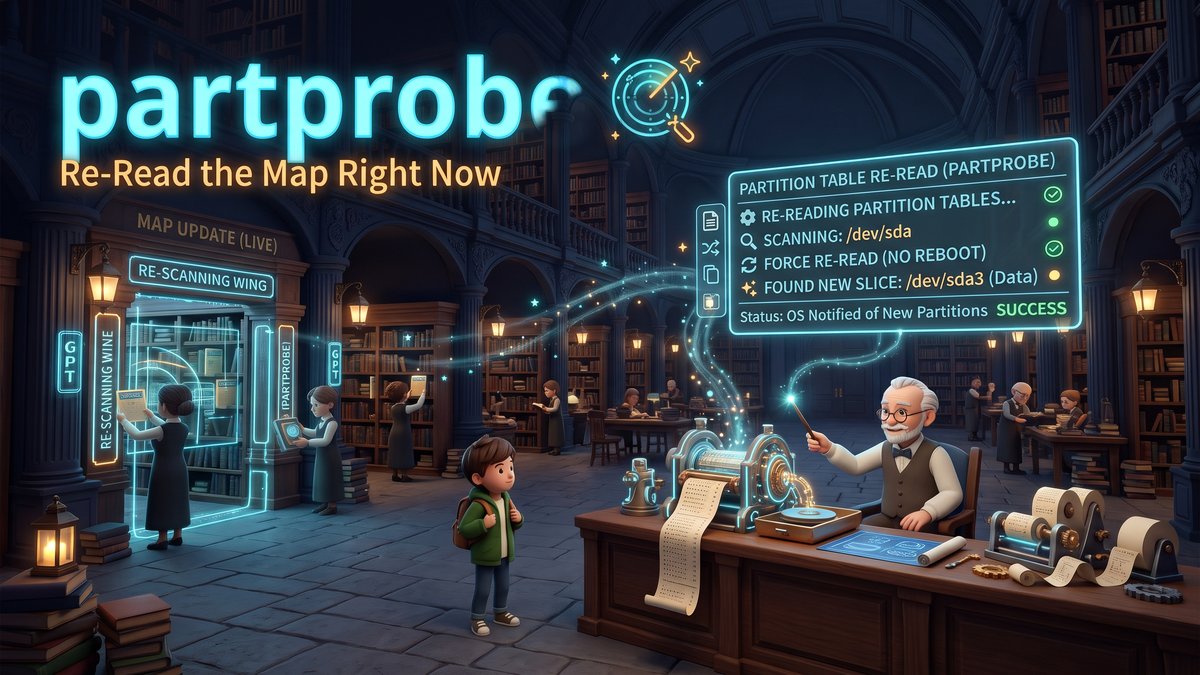 partprobe
Re-Read the Map Right Now
PARTITION TABLE RE-READ (PARTPROBE)
RE-READING PARTITION TABLES...
SCANNING: /dev/sda
FORCE RE-READ (NO REBOOT)
FOUND NEW SLICE: /dev/sda3 (Data)
Status: OS Notified of New Partitions SUCCESS
MAP UPDATE (LIVE)
RE-SCANNING WING
GPT
RE-SCANNING WINE
(PARTPROBE)
GPT